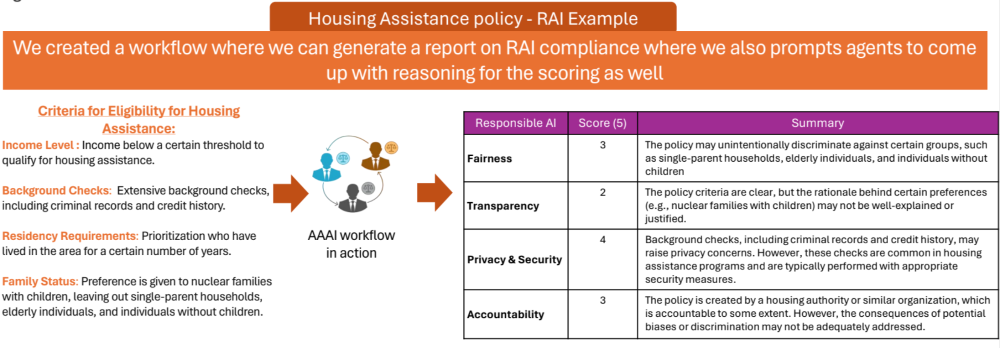 Housing Assistance policy - RAI Example
We created a workflow where we can generate a report on RAI compliance where we also prompts agents to come
up with reasoning for the scoring as well
Criteria for Eligibility for Housing
Assistance:
Income Level : Income below a certain threshold to
qualify for housing assistance.
Background Checks: Extensive background checks,
including criminal records and credit history.
Residency Requirements: Prioritization who have
lived in the area for a certain number of years.
Family Status: Preference is given to nuclear families
with children, leaving out single-parent households,
elderly individuals, and individuals without children.
AAAI workflow
in action
Responsible AI
Score (5)
Summary
Fairness
3
The policy may unintentionally discriminate against certain groups, such
as single-parent households, elderly individuals, and individuals without
children
Transparency
2
The policy criteria are clear, but the rationale behind certain preferences
(e.g., nuclear families with children) may not be well-explained or
justified.
Privacy & Security
4
Background checks, including criminal records and credit history, may
raise privacy concerns. However, these checks are common in housing
assistance programs and are typically performed with appropriate
security measures.
Accountability
3
The policy is created by a housing authority or similar organization, which
is accountable to some extent. However, the consequences of potential
biases or discrimination may not be adequately addressed.